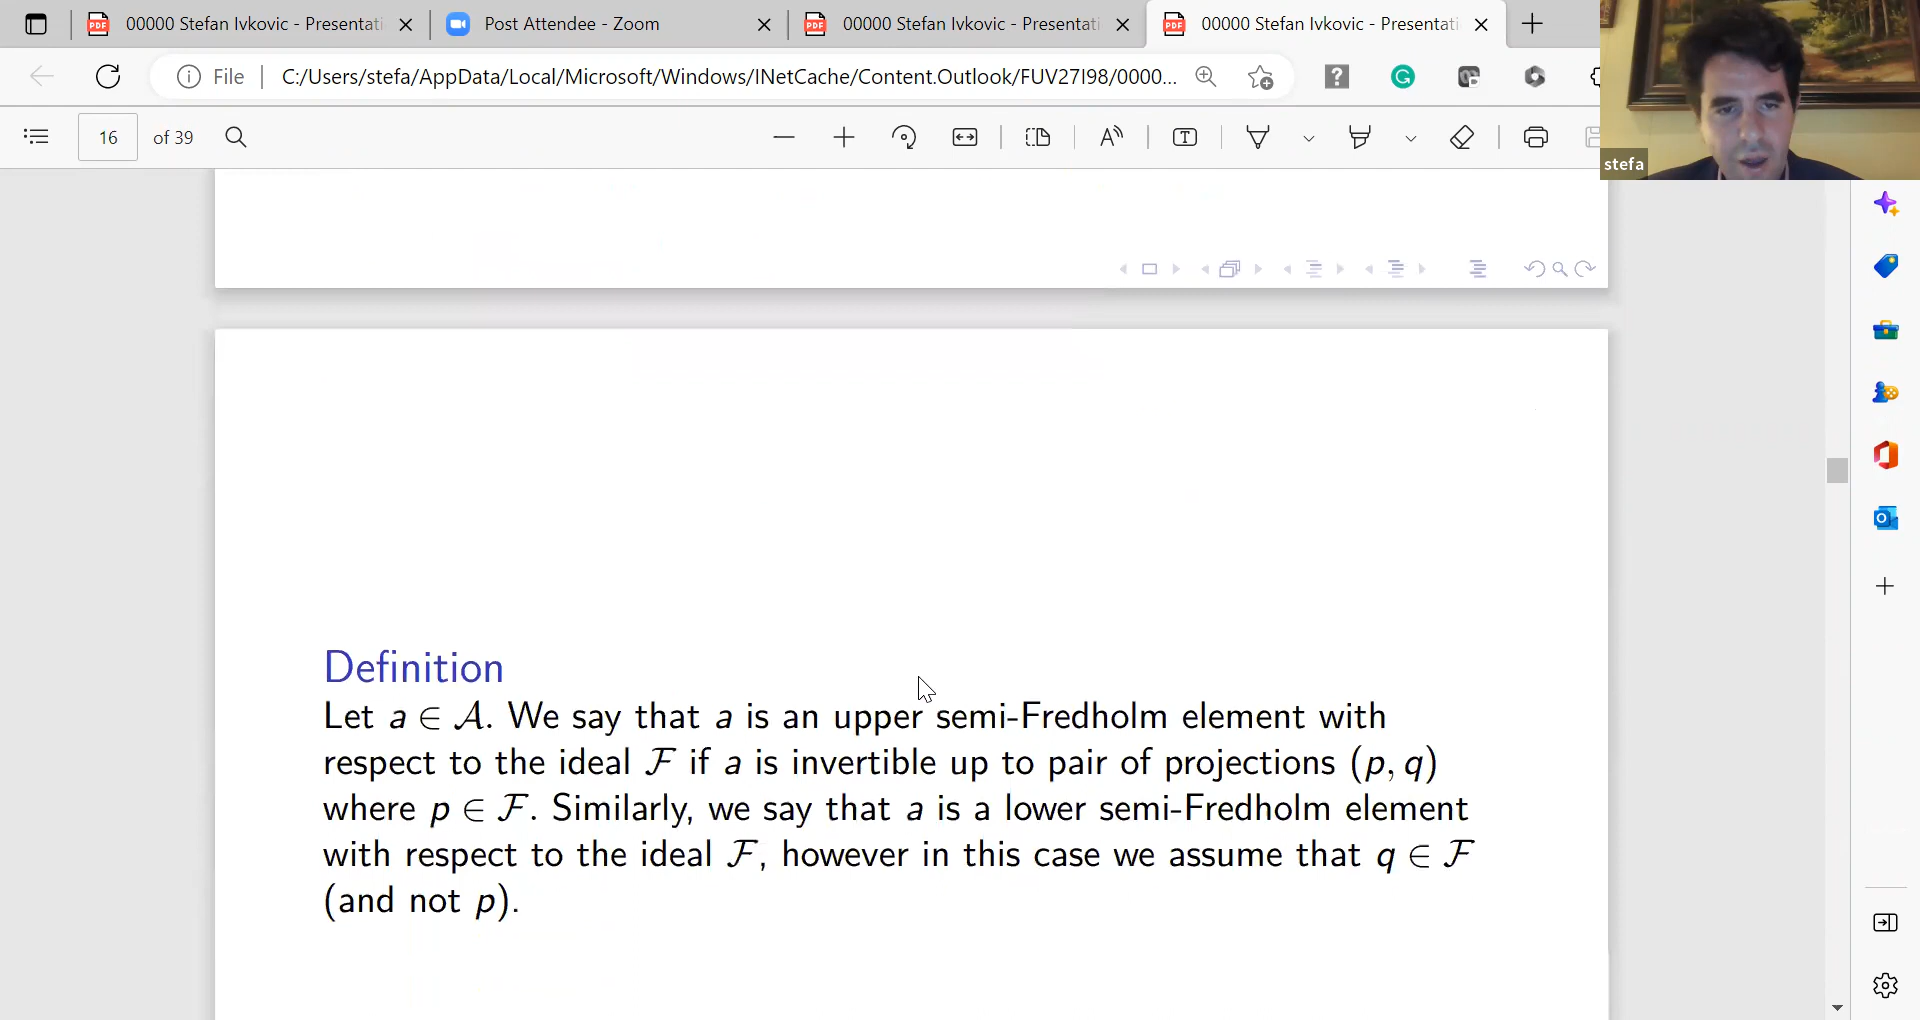 00000 Stefan Ivkovic - Presentati
Post Attendee - Zoom
00000 Stefan Ivkovic - Presentati
00000 Stefan Ivkovic - Presentati
File
C:/Users/stefa/AppData/Local/Microsoft/Windows/INetCache/Content.Outlook/FUV27I98/0000...
16 of 39
stefa
Definition
Let a ∈ 𝒜. We say that a is an upper semi-Fredholm element with
respect to the ideal ℱ if a is invertible up to pair of projections (p, q)
where p ∈ ℱ. Similarly, we say that a is a lower semi-Fredholm element
with respect to the ideal ℱ, however in this case we assume that q ∈ ℱ
(and not p).